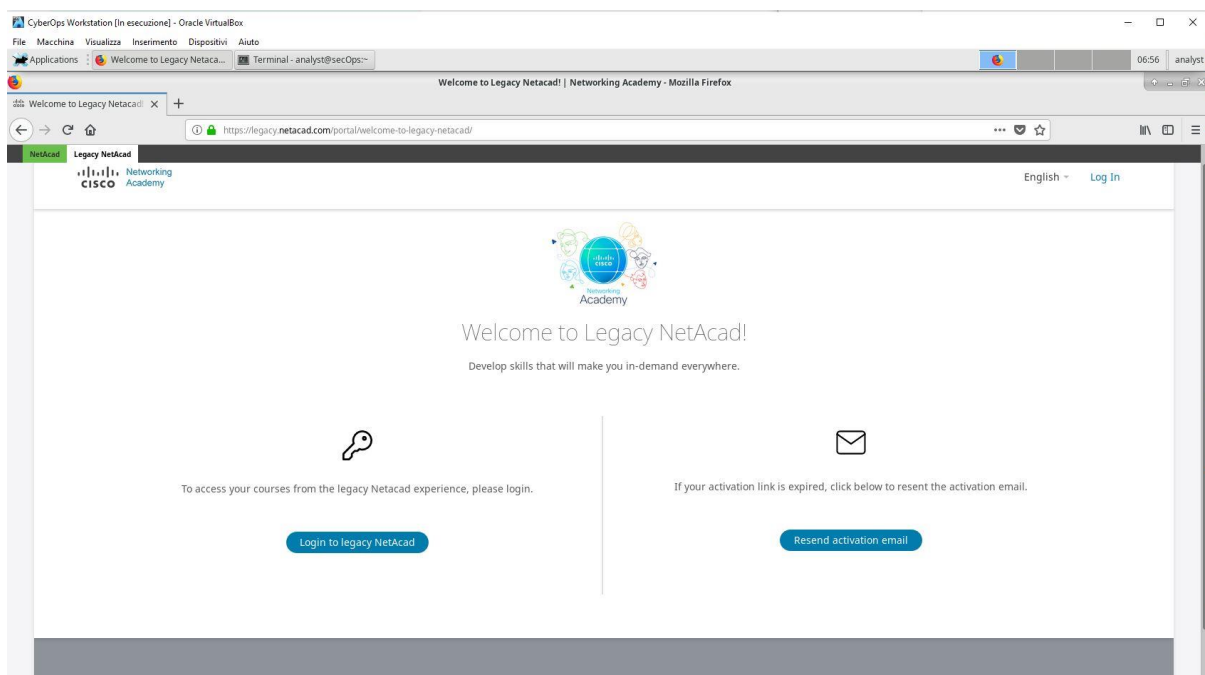 CyberOps Workstation [In esecuzione] - Oracle VirtualBox
File Macchina Visualizza Inserimento Dispositivi Aiuto
Applications Welcome to Legacy Netaca... Terminal - analyst@secOps:~ 06:56 analyst
Welcome to Legacy Netacad! | Networking Academy - Mozilla Firefox
Welcome to Legacy Netacad!
https://legacy.netacad.com/portal/welcome-to-legacy-netacad/
NetAcad Legacy NetAcad
CISCO Networking Academy English Log In
CISCO
Networking
Academy
Welcome to Legacy NetAcad!
Develop skills that will make you in-demand everywhere.
To access your courses from the legacy Netacad experience, please login.
Login to legacy NetAcad
If your activation link is expired, click below to resent the activation email.
Resend activation email